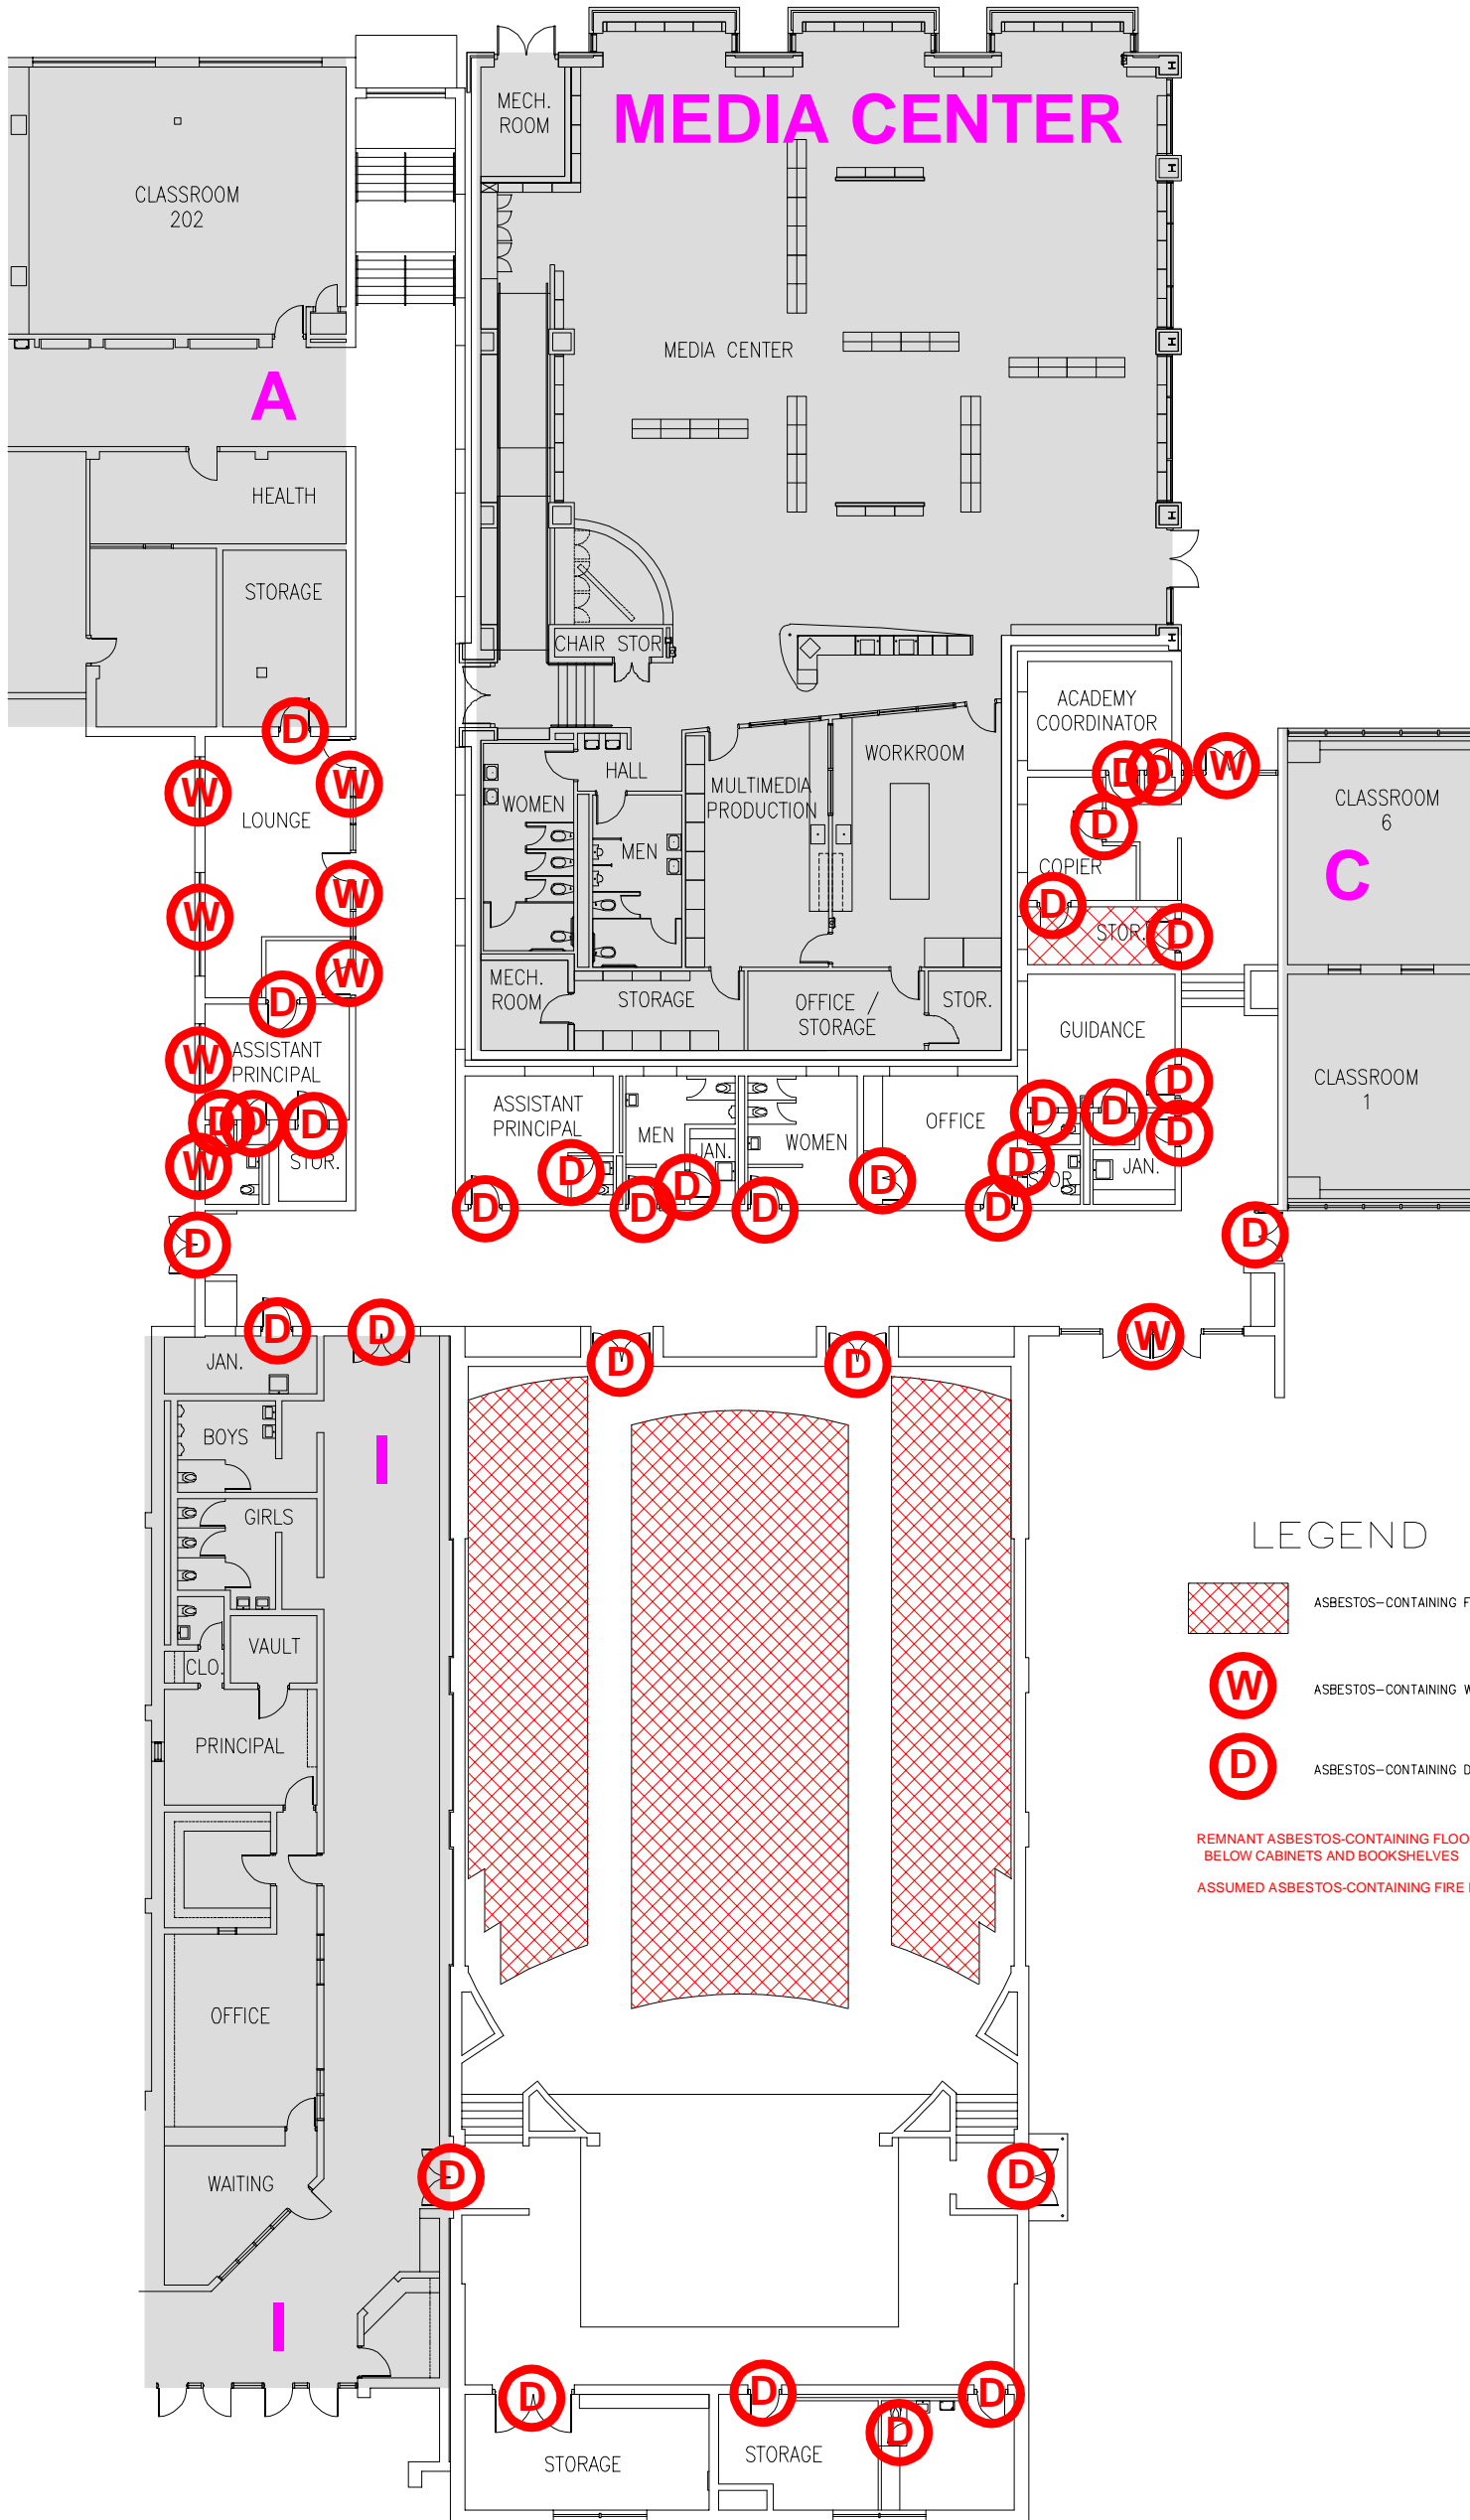 MECH.
ROOM
MEDIA CENTER
CLASSROOM
202
MEDIA CENTER
A
HEALTH
STORAGE
CHAIR STOR
ACADEMY
COORDINATOR
D
HALL
WORKROOM
D
D
W
W
W
MULTIMEDIA
PRODUCTION
CLASSROOM
6
LOUNGE
WOMEN
D
MEN
COPIER
C
W
W
D
STOR.
D
W
MECH.
ROOM
STORAGE
OFFICE /
STORAGE
STOR.
D
GUIDANCE
W
ASSISTANT
PRINCIPAL
CLASSROOM
1
D
ASSISTANT
PRINCIPAL
D
D
D
D
D
OFFICE
D
MEN
JAN.
WOMEN
W
STOR.
D
D
D
STOR.
JAN.
D
D
D
D
D
D
D
D
D
D
W
JAN.
D
D
BOYS
I
GIRLS
LEGEND
ASBESTOS-CONTAINING F
VAULT
CLO.
W
ASBESTOS-CONTAINING W
PRINCIPAL
D
ASBESTOS-CONTAINING D
REMNANT ASBESTOS-CONTAINING FLOO
BELOW CABINETS AND BOOKSHELVES
ASSUMED ASBESTOS-CONTAINING FIRE
OFFICE
WAITING
D
D
I
D
D
D
D
STORAGE
STORAGE